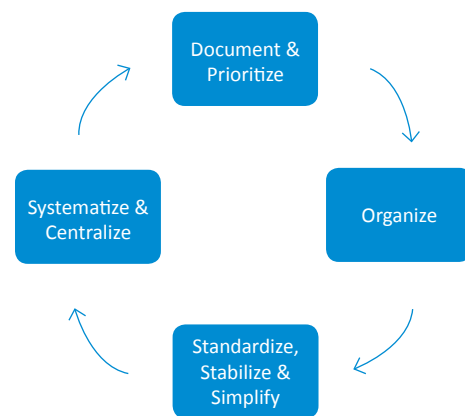 Document &
Prioritize
Organize
Standardize,
Stabilize &
Simplify
Systematize &
Centralize